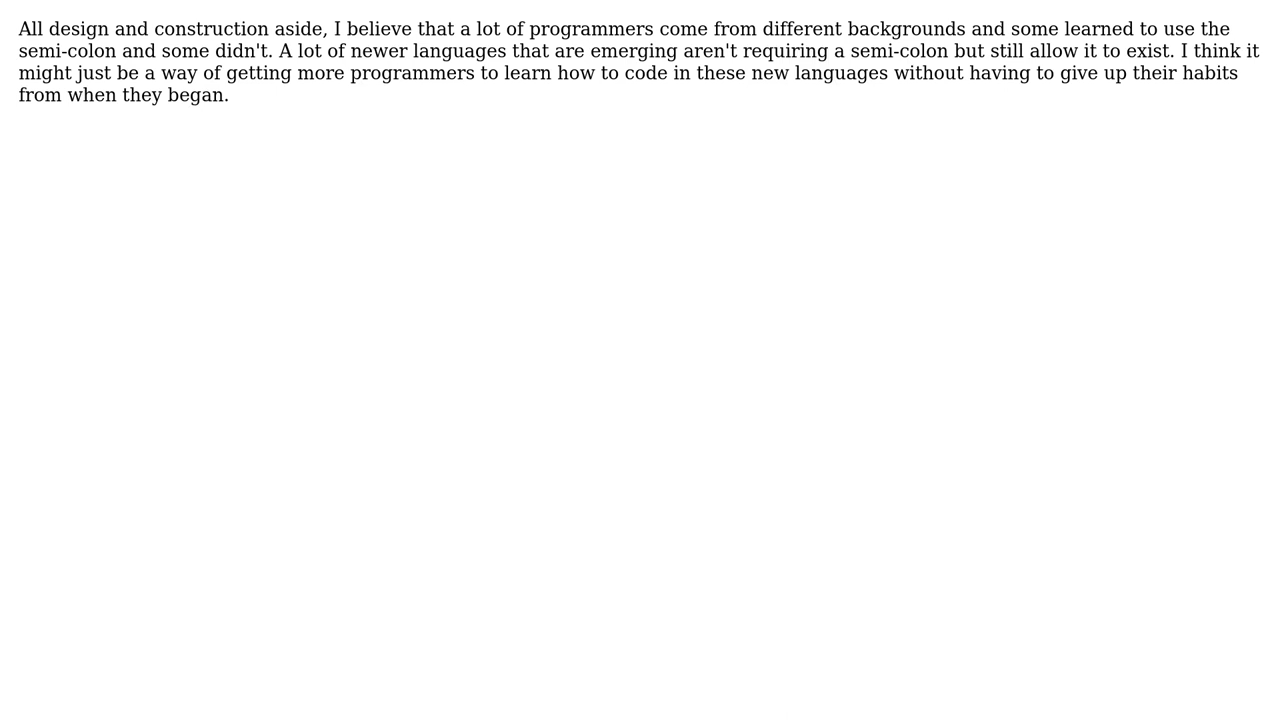 All design and construction aside, I believe that a lot of programmers come from different backgrounds and some learned to use the
semi-colon and some didn't. A lot of newer languages that are emerging aren't requiring a semi-colon but still allow it to exist. I think it
might just be a way of getting more programmers to learn how to code in these new languages without having to give up their habits
from when they began.